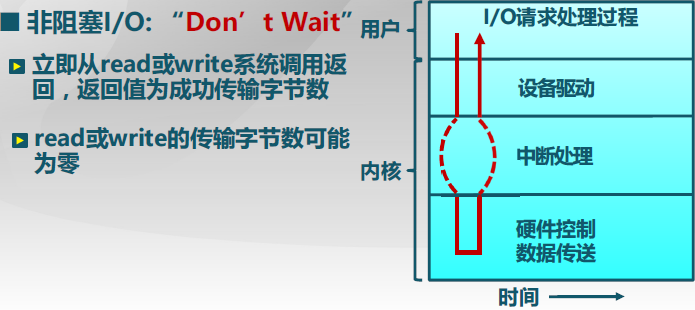 非阻塞I/O: “Don’t Wait”
立即从read或write系统调用返
回，返回值为成功传输字节数
read或write的传输字节数可能
为零
用户
内核
I/O请求处理过程
设备驱动
中断处理
硬件控制
数据传送
时间